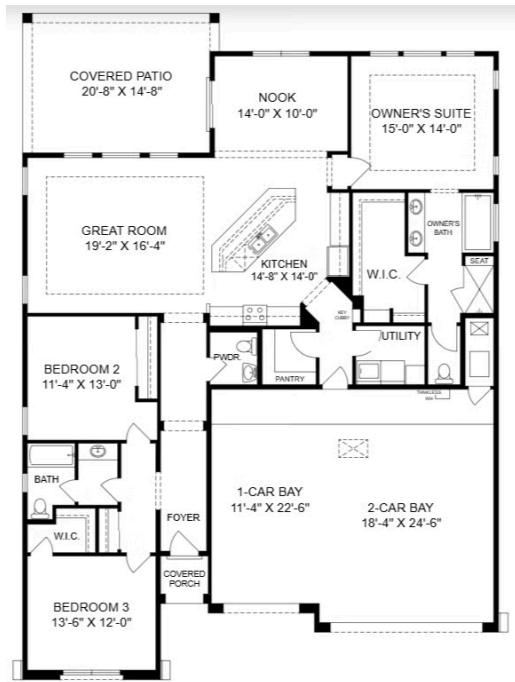 COVERED PATIO
20'-8" X 14'-8"
NOOK
14'-0" X 10'-0"
OWNER'S SUITE
15'-0" X 14'-0"
GREAT ROOM
19'-2" X 16'-4"
OWNER'S
BATH
KITCHEN
14'-8" X 14'-0"
W.I.C.
SEAT
KEY
CUBBY
UTILITY
PWDR.
PANTRY
BEDROOM 2
11'-4" X 13'-0"
TANKLESS
WH
BATH
W.I.C.
FOYER
1-CAR BAY
11'-4" X 22'-6"
2-CAR BAY
18'-4" X 24'-6"
COVERED
PORCH
BEDROOM 3
13'-6" X 12'-0"